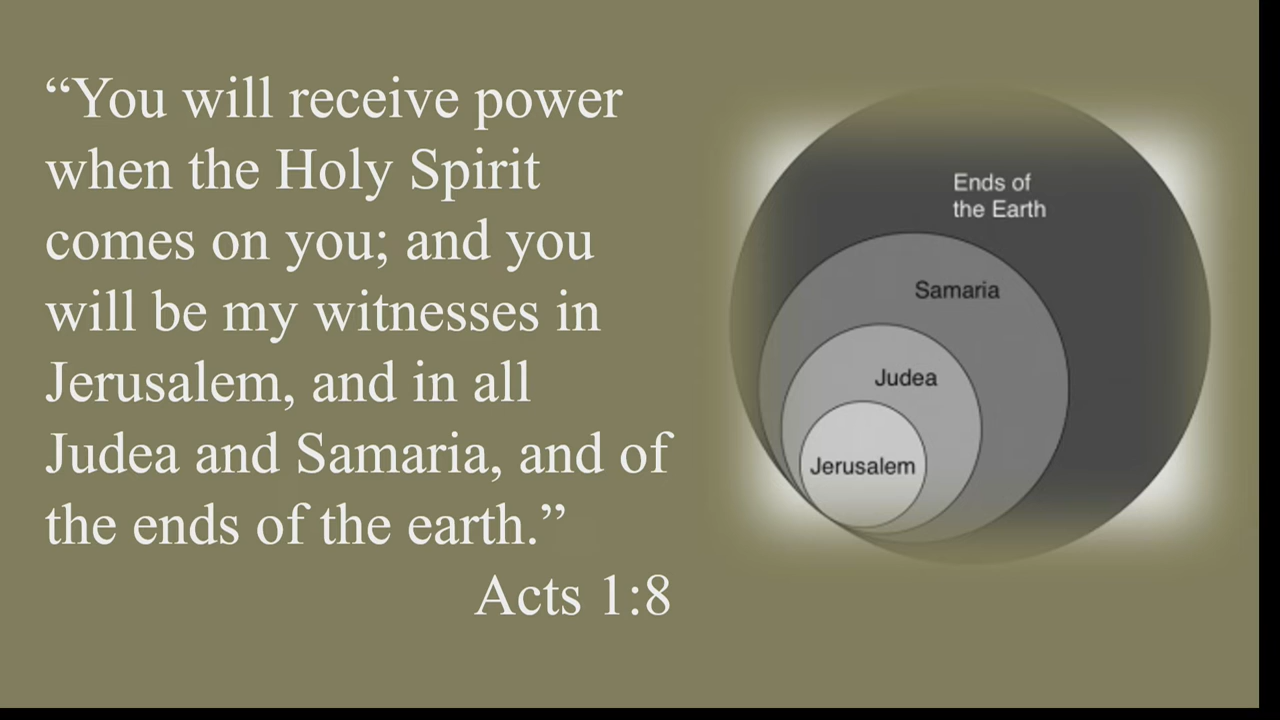 “You will receive power
when the Holy Spirit
comes on you; and you
will be my witnesses in
Jerusalem, and in all
Judea and Samaria, and of
the ends of the earth.”
Acts 1:8
Ends of
the Earth
Samaria
Judea
Jerusalem